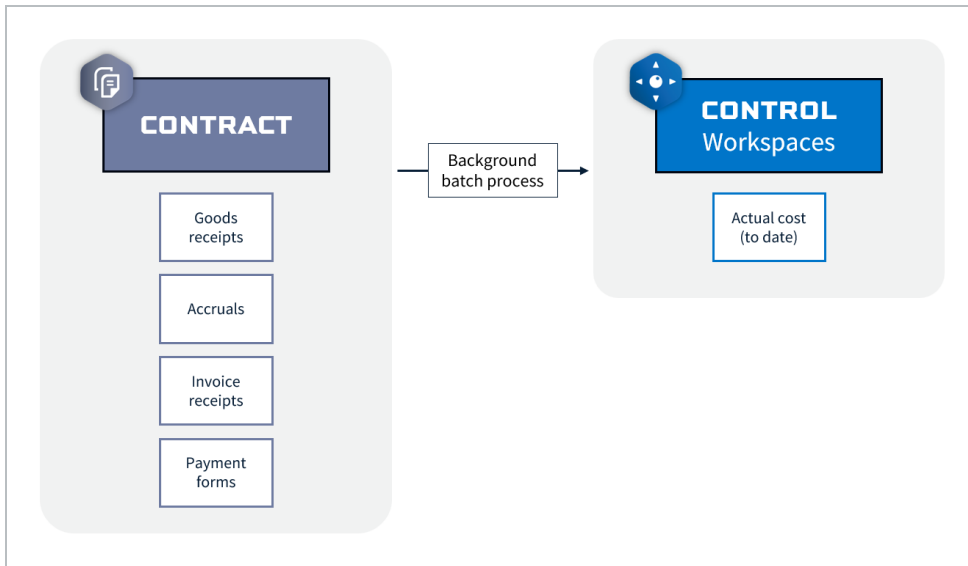 CONTRACT
Goods
receipts
Accruals
Invoice
receipts
Payment
forms
Background
batch process
CONTROL
Workspaces
Actual cost
(to date)